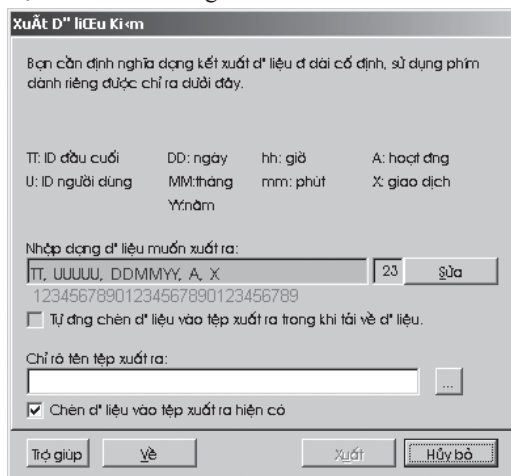 XuÃt D" liŒu Ki‹m
Bạn cần định nghĩa dạng kết xuất d" liệu đ dài cố định, sử dụng phím
dành riêng được chỉ ra dưới đây.
TT: ID đầu cuối DD: ngày hh: giờ A: hoạt đng
U: ID người dùng MM:tháng mm: phút X: giao dịch
YY:năm
Nhập dạng d" liệu muốn xuất ra:
TT, UUUUU, DDMMYY, A, X 23 Sửa
12345678901234567890123456789
Tự đng chèn d" liệu vào tệp xuất ra trong khi tải về d" liệu.
Chỉ rõ tên tệp xuất ra:
...
Chèn d" liệu vào tệp xuất ra hiện có
Trợ giúp Về Xuất Hủy bỏ